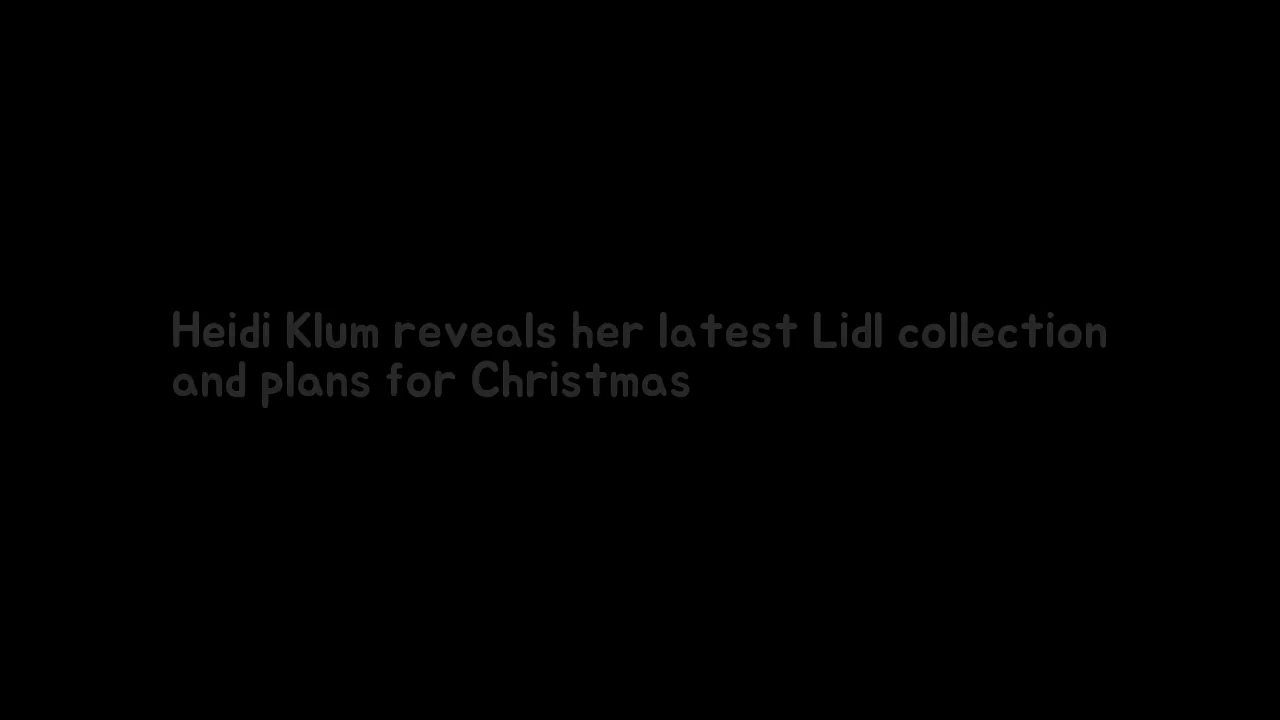 Heidi Klum reveals her latest Lidl collection
and plans for Christmas